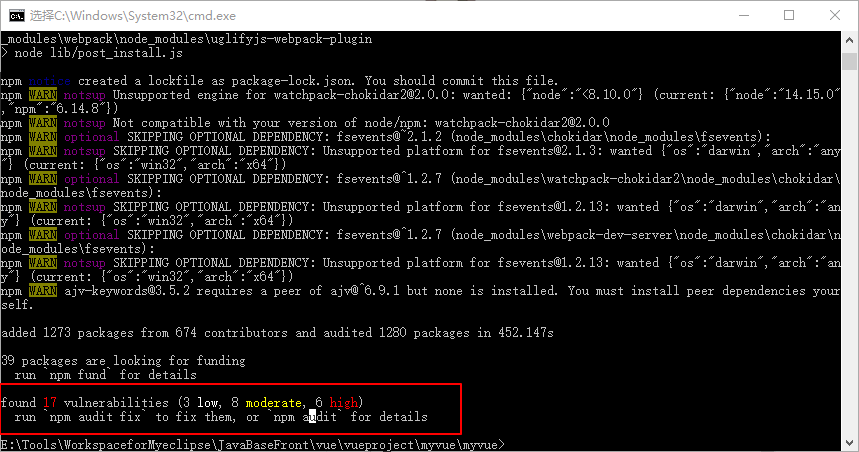 选择C:\Windows\System32\cmd.exe
_modules\webpack\node_modules\uglifyjs-webpack-plugin
> node lib/post_install.js
npm notice created a lockfile as package-lock.json. You should commit this file.
npm WARN notsup Unsupported engine for watchpack-chokidar2@2.0.0: wanted: {"node":"<8.10.0"} (current: {"node":"14.15.0"
,"npm":"6.14.8"})
npm WARN notsup Not compatible with your version of node/npm: watchpack-chokidar2@2.0.0
npm WARN optional SKIPPING OPTIONAL DEPENDENCY: fsevents@~2.1.2 (node_modules\chokidar\node_modules\fsevents):
npm WARN notsup SKIPPING OPTIONAL DEPENDENCY: Unsupported platform for fsevents@2.1.3: wanted {"os":"darwin","arch":"any
"} (current: {"os":"win32","arch":"x64"})
npm WARN optional SKIPPING OPTIONAL DEPENDENCY: fsevents@^1.2.7 (node_modules\watchpack-chokidar2\node_modules\chokidar\
node_modules\fsevents):
npm WARN notsup SKIPPING OPTIONAL DEPENDENCY: Unsupported platform for fsevents@1.2.13: wanted {"os":"darwin","arch":"an
y"} (current: {"os":"win32","arch":"x64"})
npm WARN optional SKIPPING OPTIONAL DEPENDENCY: fsevents@^1.2.7 (node_modules\webpack-dev-server\node_modules\chokidar\n
ode_modules\fsevents):
npm WARN notsup SKIPPING OPTIONAL DEPENDENCY: Unsupported platform for fsevents@1.2.13: wanted {"os":"darwin","arch":"an
y"} (current: {"os":"win32","arch":"x64"})
npm WARN ajv-keywords@3.5.2 requires a peer of ajv@^6.9.1 but none is installed. You must install peer dependencies your
self.
added 1273 packages from 674 contributors and audited 1280 packages in 452.147s
39 packages are looking for funding
run `npm fund` for details
found 17 vulnerabilities (3 low, 8 moderate, 6 high)
run `npm audit fix` to fix them, or `npm audit` for details
E:\Tools\WorkspaceforMyeclipse\JavaBaseFront\vue\vueproject\myvue\myvue>